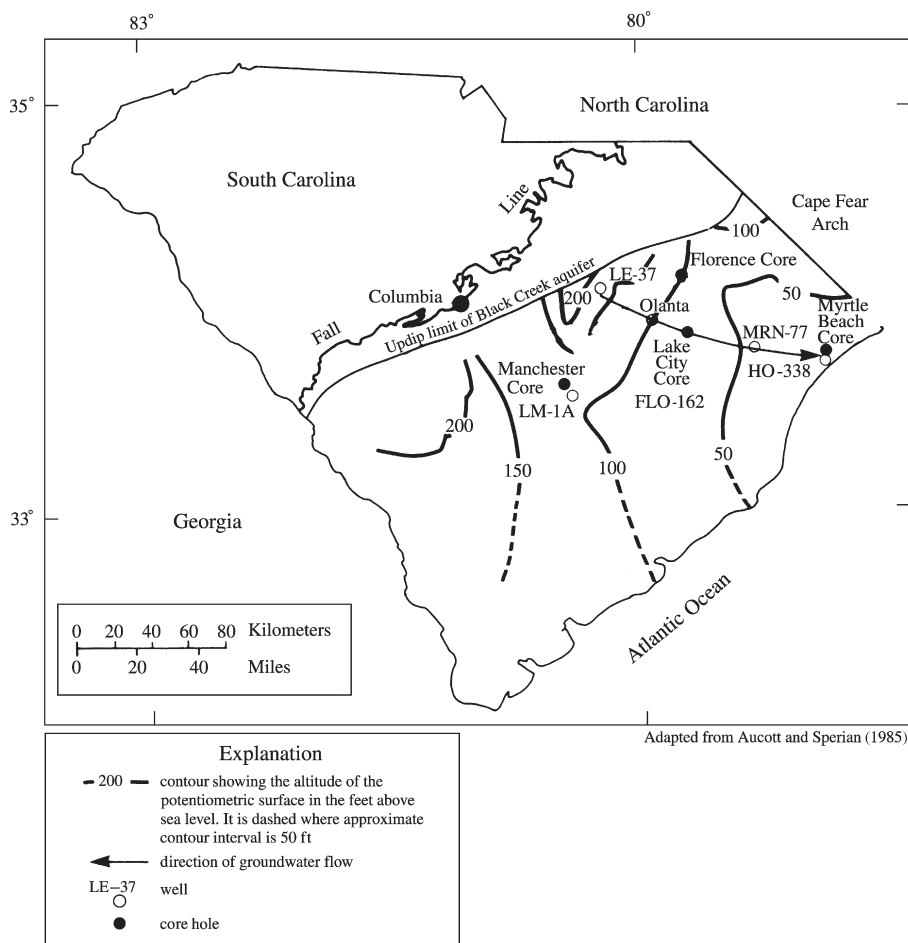 83°
80°
35°
North Carolina
South Carolina
Line
Cape Fear
Arch
100
Florence Core
LE-37
50
Columbia
200
Olanta
Myrtle
Beach
Core
Updip limit of Black Creek aquifer
MRN-77
Fall
Lake
City
Core
HO-338
Manchester
Core
FLO-162
LM-1A
200
150
100
50
33°
Georgia
Atlantic Ocean
0 20 40 60 80 Kilometers
0 20 40 Miles
Adapted from Aucott and Sperian (1985)
Explanation
200 contour showing the altitude of the
potentiometric surface in the feet above
sea level. It is dashed where approximate
contour interval is 50 ft
direction of groundwater flow
LE-37 well
core hole